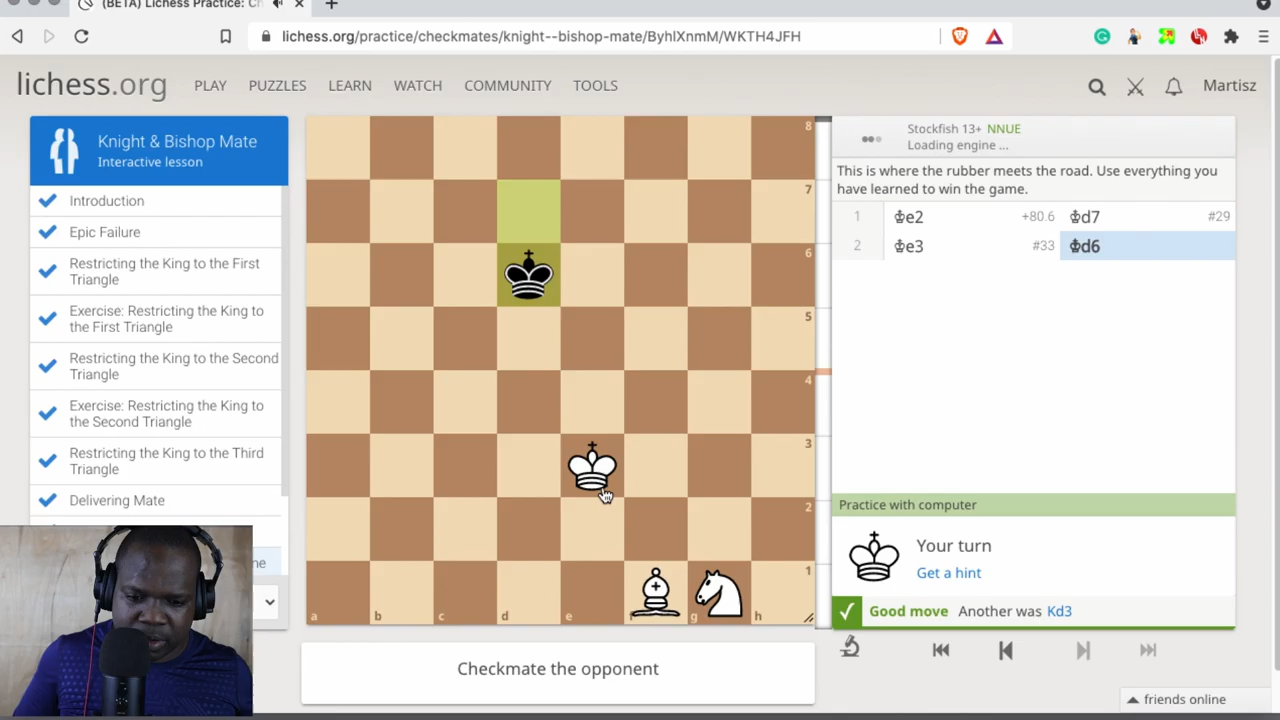 (BETA) Lichess Practice: Ch
lichess.org/practice/checkmates/knight--bishop-mate/ByhlXnmM/WKTH4JFH
lichess.org PLAY PUZZLES LEARN WATCH COMMUNITY TOOLS Martisz
Knight & Bishop Mate
Interactive lesson
Introduction
Epic Failure
Restricting the King to the First
Triangle
Exercise: Restricting the King to
the First Triangle
Restricting the King to the Second
Triangle
Exercise: Restricting the King to
the Second Triangle
Restricting the King to the Third
Triangle
Delivering Mate
ne
8
7
6
5
4
3
2
1
a b c d e f g h
Checkmate the opponent
Stockfish 13+ NNUE
Loading engine ...
This is where the rubber meets the road. Use everything you
have learned to win the game.
1 ♔e2 +80.6 ♔d7 #29
2 ♔e3 #33 ♔d6
Practice with computer
Your turn
Get a hint
Good move Another was Kd3
friends online